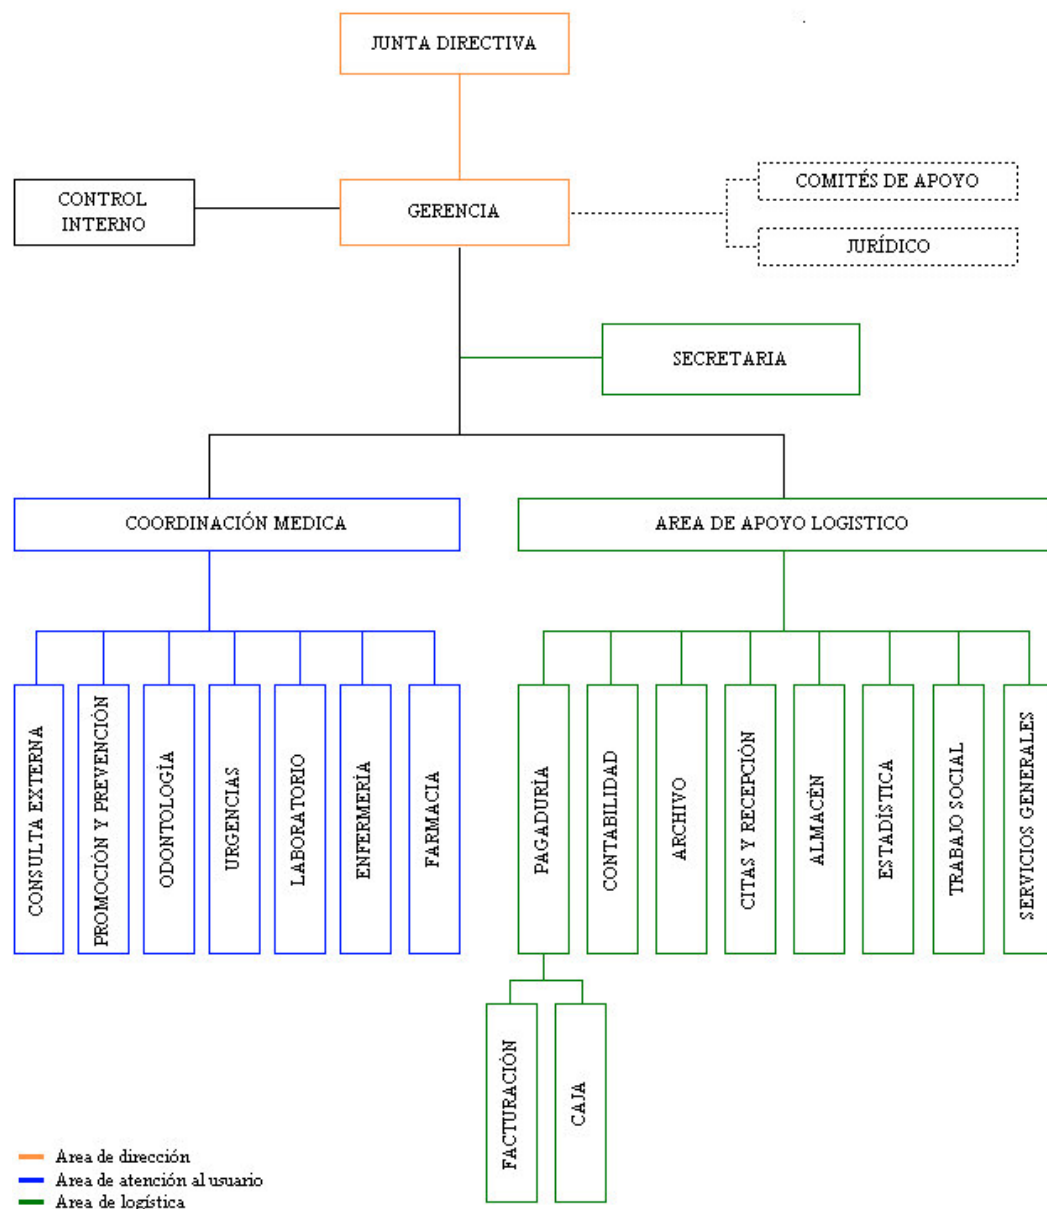 JUNTA DIRECTIVA
CONTROL
INTERNO
GERENCIA
COMITÉS DE APOYO
JURÍDICO
SECRETARIA
COORDINACIÓN MEDICA
AREA DE APOYO LOGISTICO
CONSULTA EXTERNA
PROMOCIÓN Y PREVENCIÓN
ODONTOLOGÍA
URGENCIAS
LABORATORIO
ENFERMERÍA
FARMACIA
PAGADURÍA
CONTABILIDAD
ARCHIVO
CITAS Y RECEPCIÓN
ALMACÉN
ESTADÍSTICA
TRABAJO SOCIAL
SERVICIOS GENERALES
FACTURACIÓN
CAJA
Area de dirección
Area de atención al usuario
Area de logística